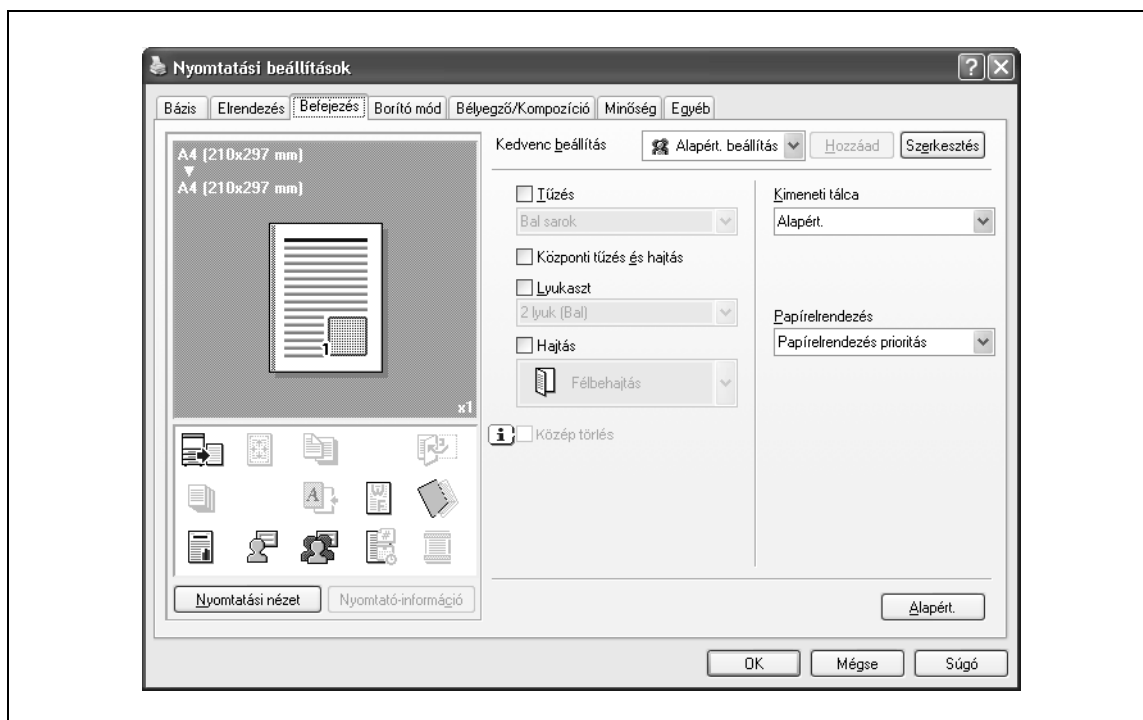 Nyomtatási beállítások
Bázis Elrendezés Befejezés Borító mód Bélyegző/Kompozíció Minőség Egyéb
A4 (210x297 mm)
A4 (210x297 mm)
1
x1
Nyomtatási nézet Nyomtató-információ
Kedvenc beállítás Alapért. beállítás Hozzáad Szerkesztés
Tűzés
Bal sarok
Központi tűzés és hajtás
Lyukaszt
2 lyuk (Bal)
Hajtás
Félbehajtás
Közép törlés
Kimeneti tálca
Alapért.
Papírelrendezés
Papírelrendezés prioritás
Alapért.
OK Mégse Súgó